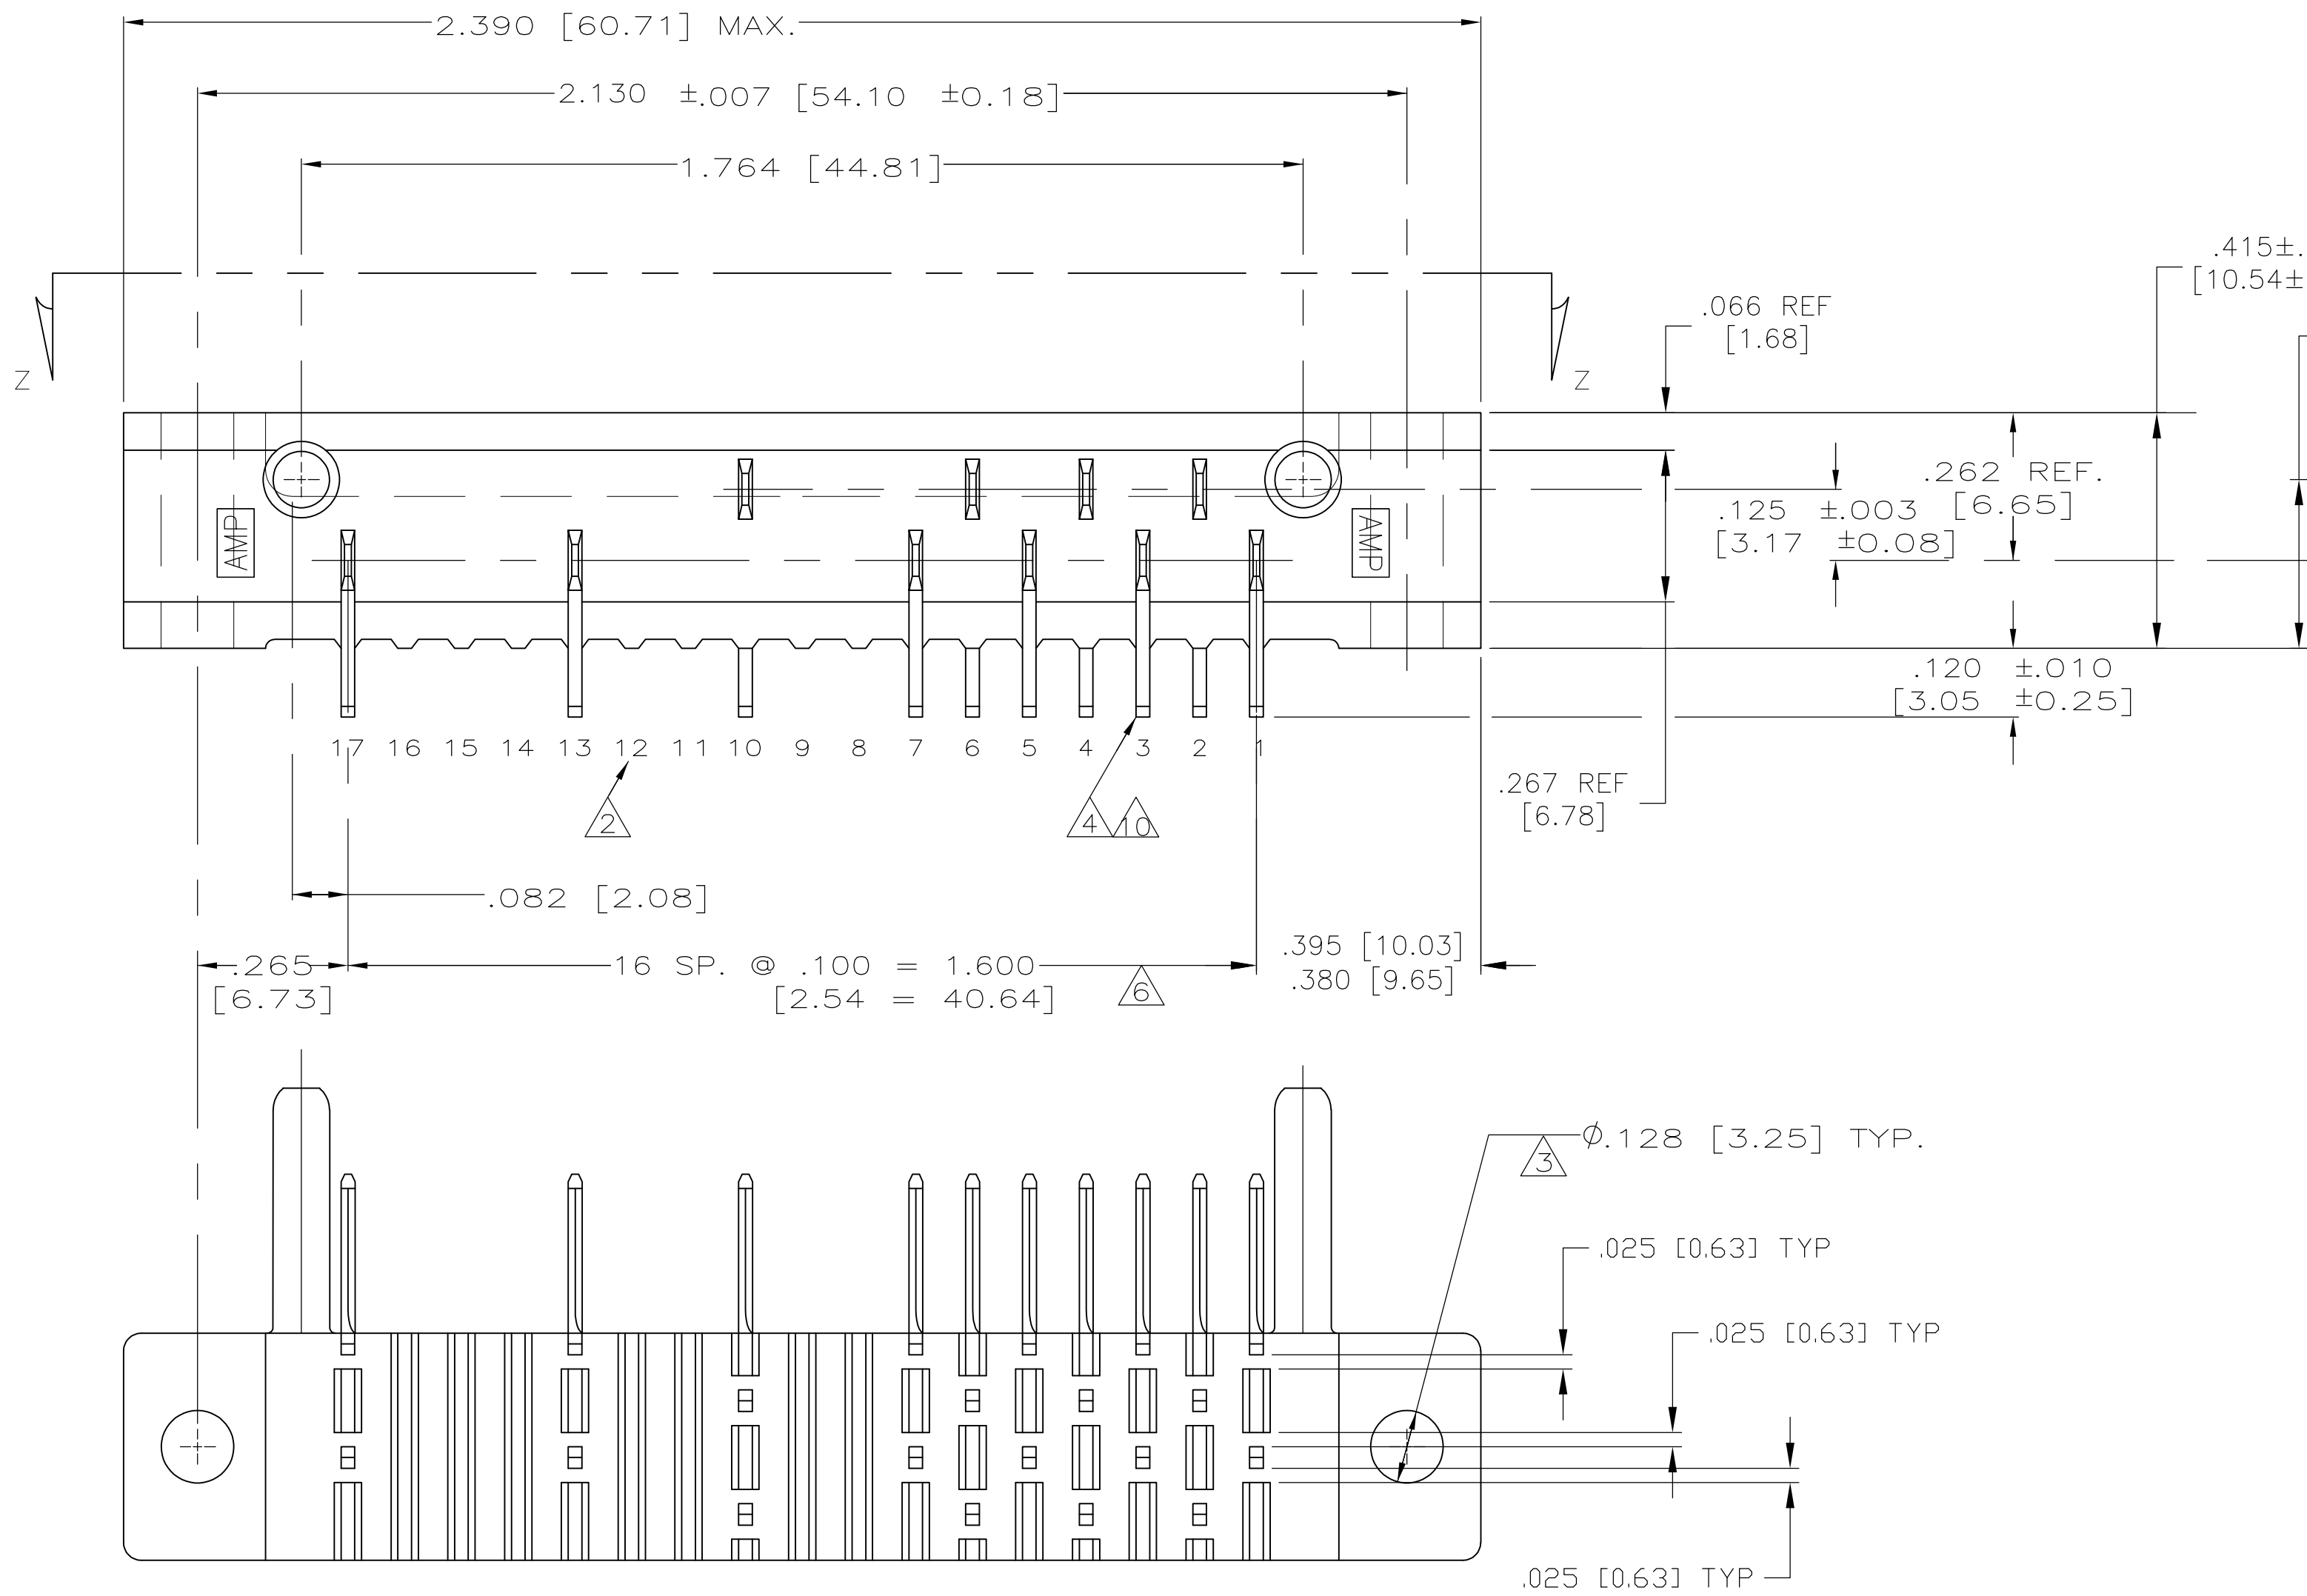 2.390 [60.71] MAX.
2.130 ±.007 [54.10 ±0.18]
1.764 [44.81]
.415±.
[10.54±
.066 REF
[1.68]
Z
Z
.262 REF.
[6.65]
.125 ±.003
[3.17 ±0.08]
AMP
AMP
.120 ±.010
[3.05 ±0.25]
17 16 15 14 13 12 11 10 9 8 7 6 5 4 3 2 1
.267 REF
[6.78]
2
4 10
.082 [2.08]
.395 [10.03]
.380 [9.65]
.265
[6.73]
16 SP. @ .100 = 1.600
[2.54 = 40.64]
6
Ø.128 [3.25] TYP.
3
.025 [0.63] TYP
.025 [0.63] TYP
.025 [0.63] TYP